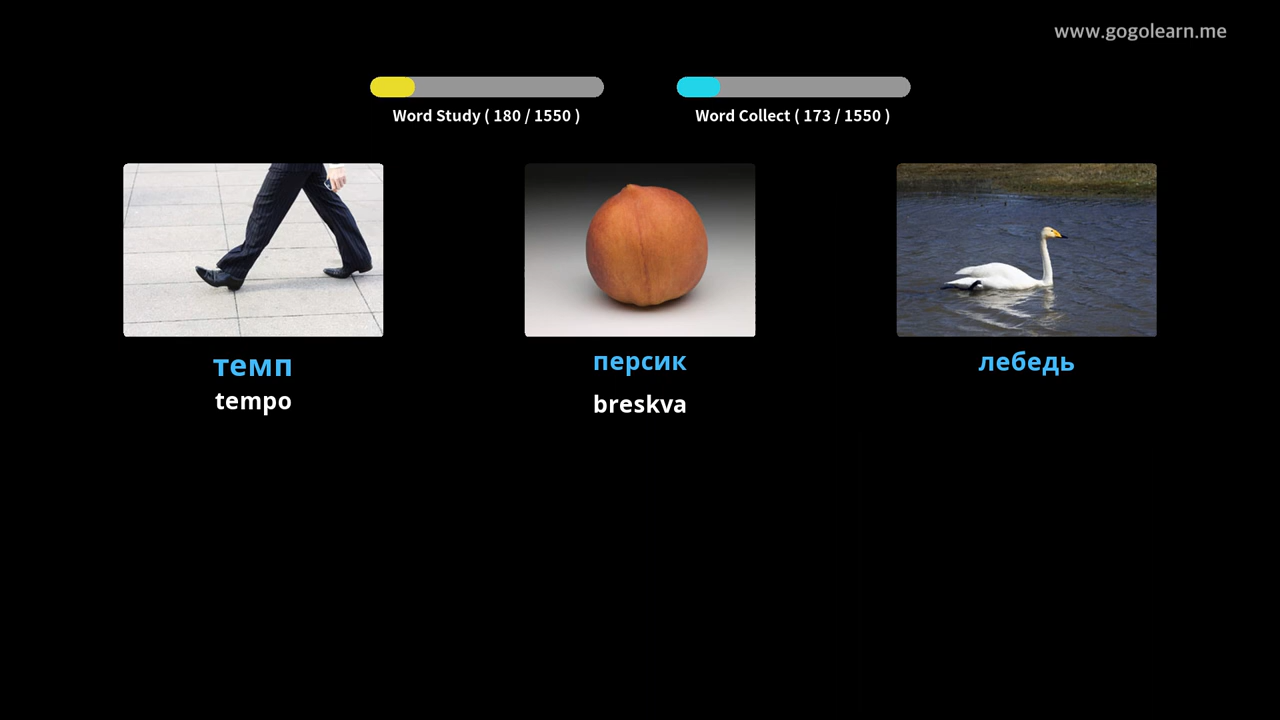 www.gogolearn.me
Word Study ( 180 / 1550 )
Word Collect ( 173 / 1550 )
темп
tempo
персик
breskva
лебедь